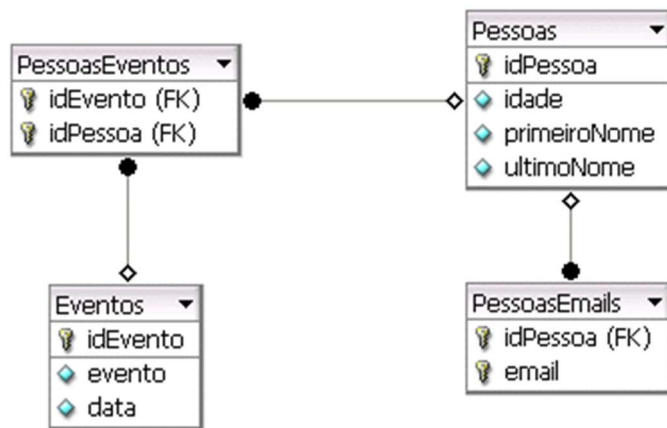 PessoasEventos
idEvento (FK)
idPessoa (FK)
Pessoas
idPessoa
idade
primeiroNome
ultimoNome
Eventos
idEvento
evento
data
PessoasEmails
idPessoa (FK)
email